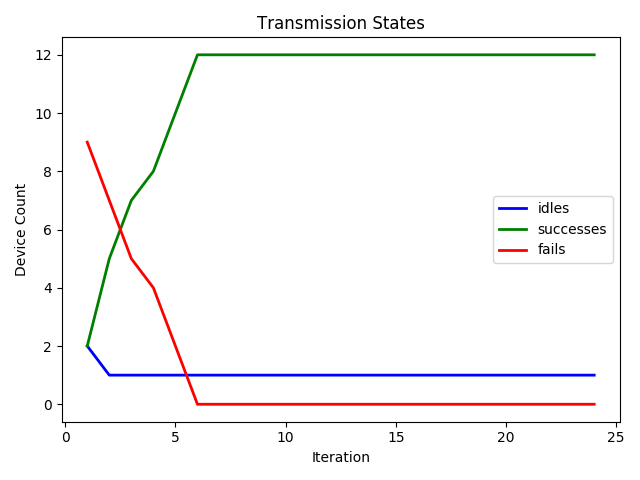 Transmission States
Device Count
12
10
8
6
4
2
0
idles
successes
fails
0 5 10 15 20 25
Iteration